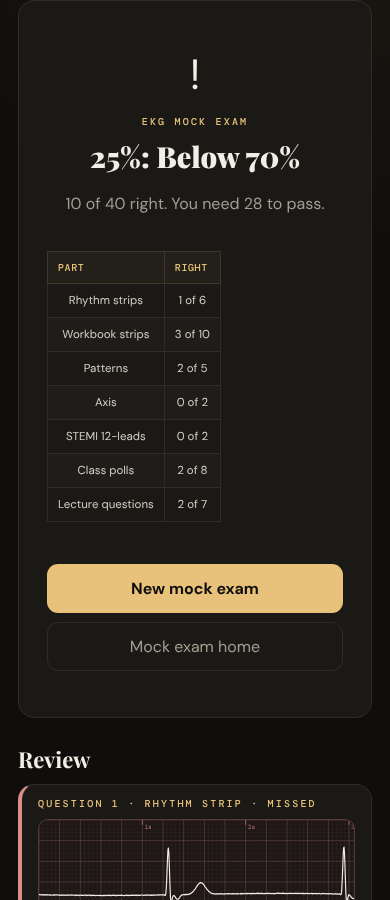 !
EKG MOCK EXAM
25%: Below 70%
10 of 40 right. You need 28 to pass.
PART RIGHT
Rhythm strips 1 of 6
Workbook strips 3 of 10
Patterns 2 of 5
Axis 0 of 2
STEMI 12-leads 0 of 2
Class polls 2 of 8
Lecture questions 2 of 7
New mock exam
Mock exam home
Review
QUESTION 1 · RHYTHM STRIP · MISSED
1s 2s